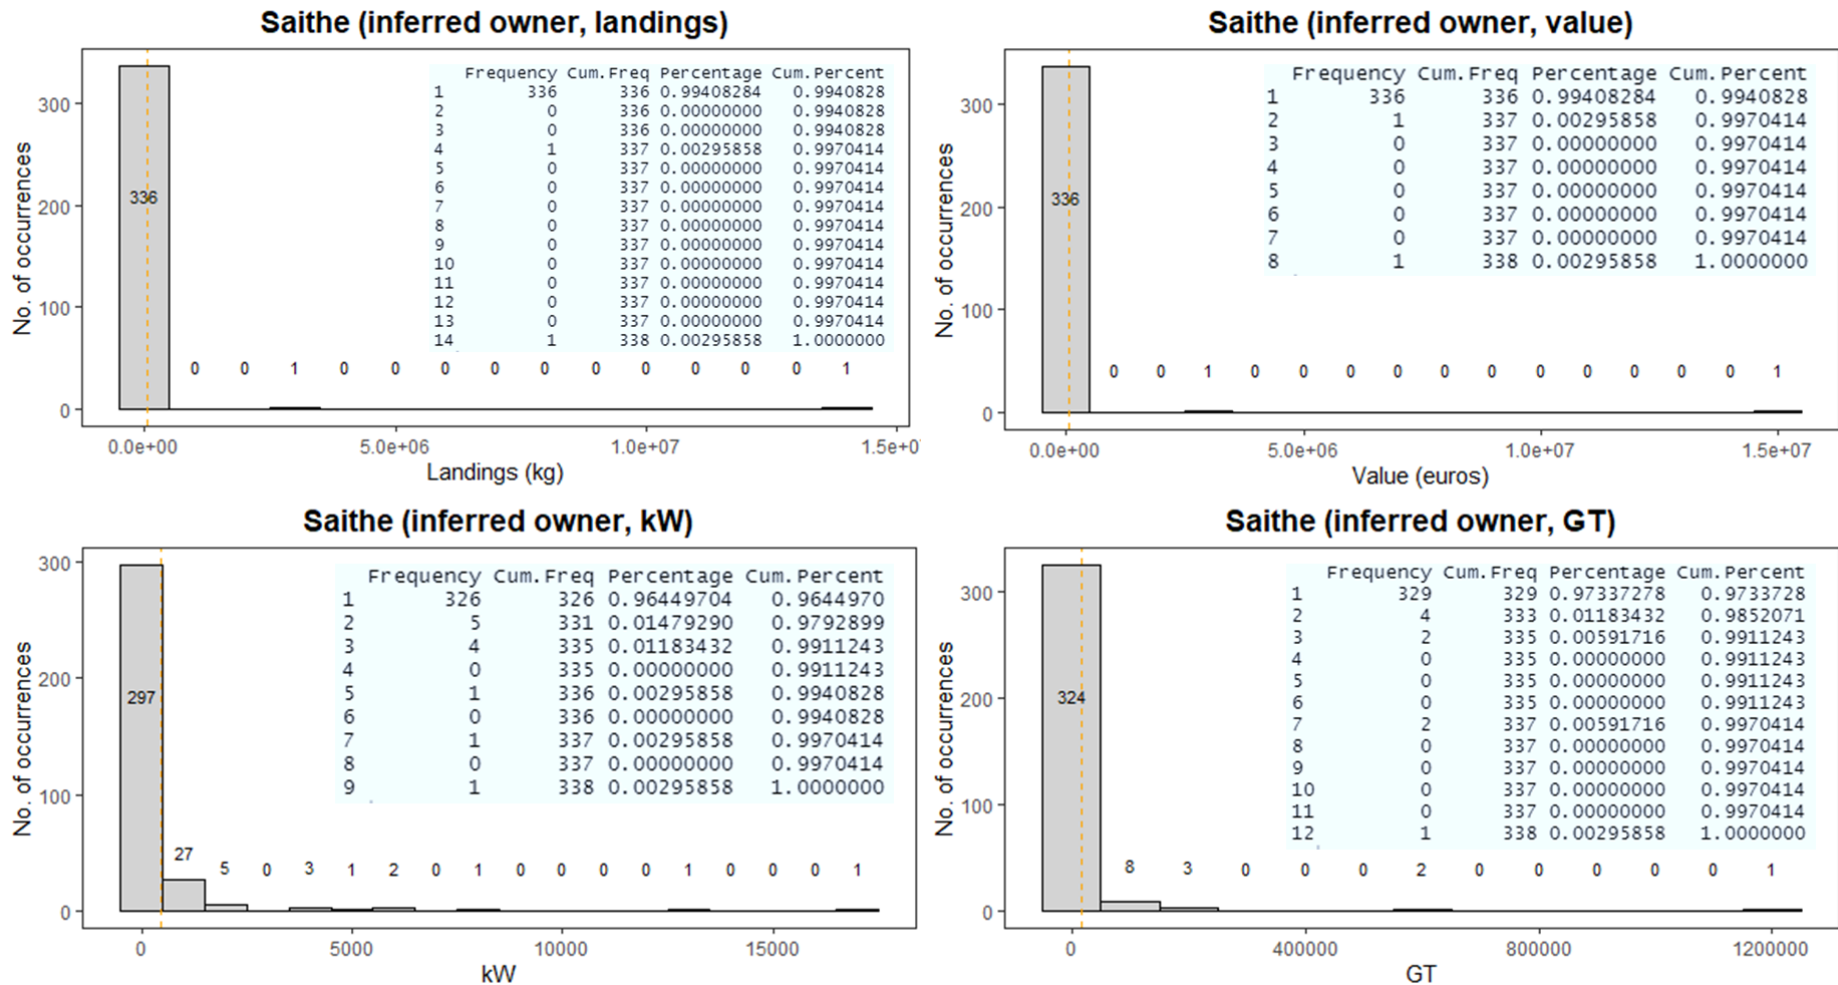 Saithe (inferred owner, landings)
No. of occurrences
300
200
100
0
336
Frequency Cum.Freq Percentage Cum.Percent
1 336 336 0.99408284 0.9940828
2 0 336 0.00000000 0.9940828
3 0 336 0.00000000 0.9940828
4 1 337 0.00295858 0.9970414
5 0 337 0.00000000 0.9970414
6 0 337 0.00000000 0.9970414
7 0 337 0.00000000 0.9970414
8 0 337 0.00000000 0.9970414
9 0 337 0.00000000 0.9970414
10 0 337 0.00000000 0.9970414
11 0 337 0.00000000 0.9970414
12 0 337 0.00000000 0.9970414
13 0 337 0.00000000 0.9970414
14 1 338 0.00295858 1.0000000
0 0 1 0 0 0 0 0 0 0 0 0 0 1
0.0e+00 5.0e+06 1.0e+07 1.5e+0
Landings (kg)
Saithe (inferred owner, value)
No. of occurrences
300
200
100
0
336
Frequency Cum.Freq Percentage Cum.Percent
1 336 336 0.99408284 0.9940828
2 1 337 0.00295858 0.9970414
3 0 337 0.00000000 0.9970414
4 0 337 0.00000000 0.9970414
5 0 337 0.00000000 0.9970414
6 0 337 0.00000000 0.9970414
7 0 337 0.00000000 0.9970414
8 1 338 0.00295858 1.0000000
0 0 1 0 0 0 0 0 0 0 0 0 0 0 1
0.0e+00 5.0e+06 1.0e+07 1.5e+07
Value (euros)
Saithe (inferred owner, kW)
No. of occurrences
300
200
100
0
297
Frequency Cum.Freq Percentage Cum.Percent
1 326 326 0.96449704 0.9644970
2 5 331 0.01479290 0.9792899
3 4 335 0.01183432 0.9911243
4 0 335 0.00000000 0.9911243
5 1 336 0.00295858 0.9940828
6 0 336 0.00000000 0.9940828
7 1 337 0.00295858 0.9970414
8 0 337 0.00000000 0.9970414
9 1 338 0.00295858 1.0000000
27 5 0 3 1 2 0 1 0 0 0 0 1 0 0 0 1
0 5000 10000 15000
kW
Saithe (inferred owner, GT)
No. of occurrences
300
200
100
0
324
Frequency Cum.Freq Percentage Cum.Percent
1 329 329 0.97337278 0.9733728
2 4 333 0.01183432 0.9852071
3 2 335 0.00591716 0.9911243
4 0 335 0.00000000 0.9911243
5 0 335 0.00000000 0.9911243
6 0 335 0.00000000 0.9911243
7 2 337 0.00591716 0.9970414
8 0 337 0.00000000 0.9970414
9 0 337 0.00000000 0.9970414
10 0 337 0.00000000 0.9970414
11 0 337 0.00000000 0.9970414
12 1 338 0.00295858 1.0000000
8 3 0 0 0 2 0 0 0 0 0 1
0 400000 800000 1200000
GT